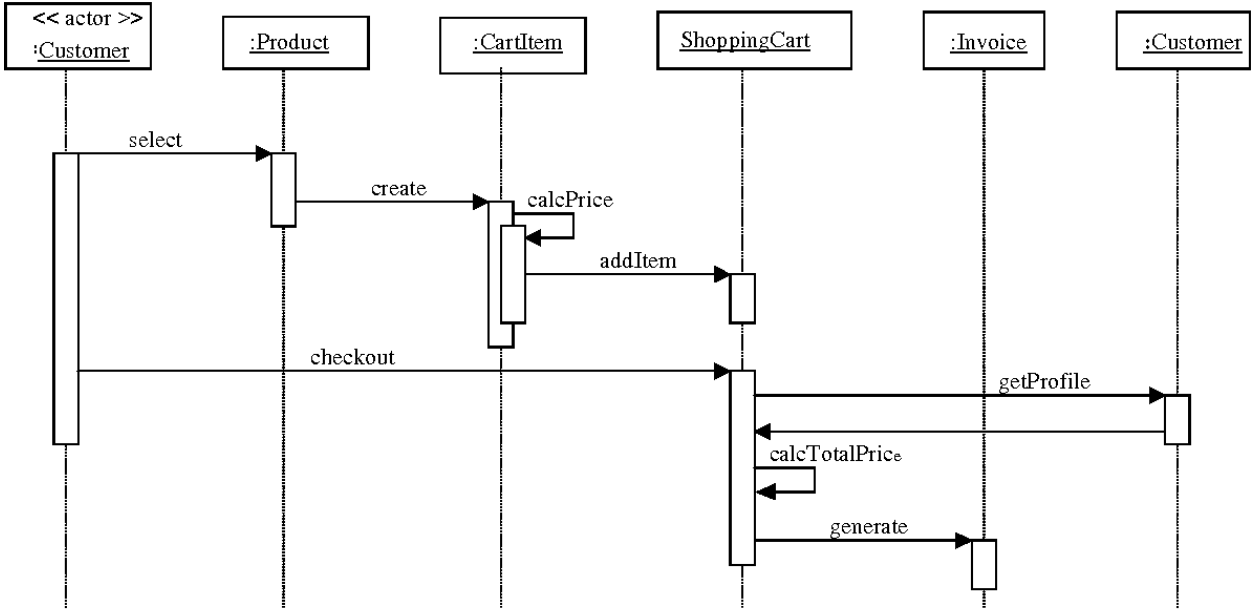 << actor >>
:Customer
:Product
:CartItem
ShoppingCart
:Invoice
:Customer
select
create
calcPrice
addItem
checkout
getProfile
calcTotalPrice
generate